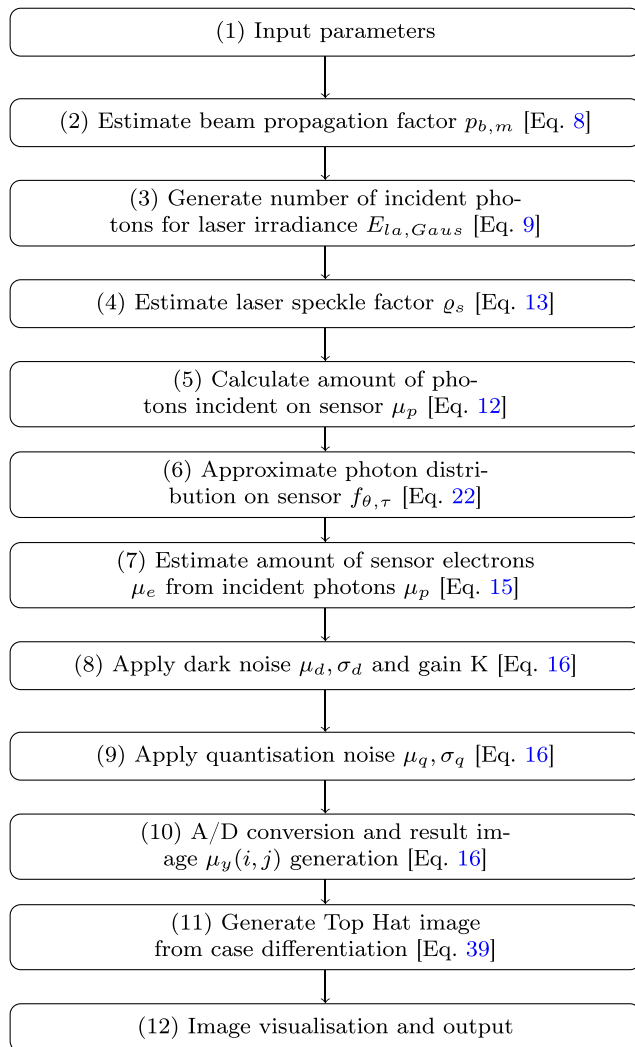 (1) Input parameters
(2) Estimate beam propagation factor p_{b,m} [Eq. 8]
(3) Generate number of incident pho-
tons for laser irradiance E_{la,Gaus} [Eq. 9]
(4) Estimate laser speckle factor ϱ_s [Eq. 13]
(5) Calculate amount of pho-
tons incident on sensor μ_p [Eq. 12]
(6) Approximate photon distri-
bution on sensor f_{θ,τ} [Eq. 22]
(7) Estimate amount of sensor electrons
μ_e from incident photons μ_p [Eq. 15]
(8) Apply dark noise μ_d, σ_d and gain K [Eq. 16]
(9) Apply quantisation noise μ_q, σ_q [Eq. 16]
(10) A/D conversion and result im-
age μ_y(i, j) generation [Eq. 16]
(11) Generate Top Hat image
from case differentiation [Eq. 39]
(12) Image visualisation and output